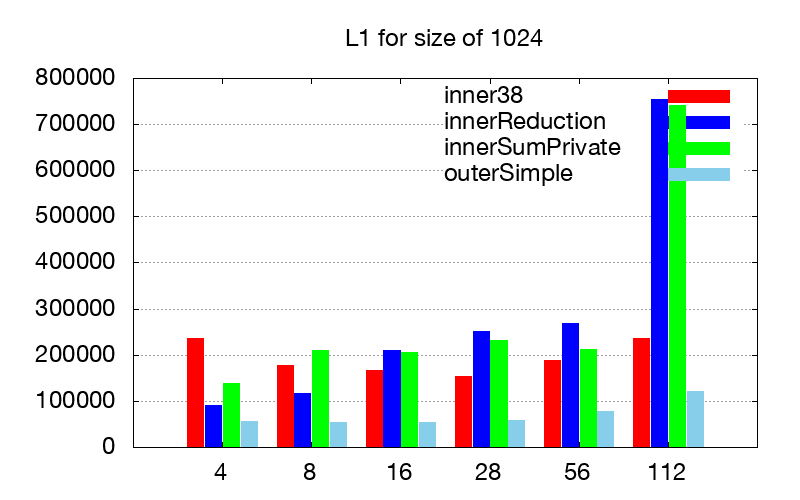 L1 for size of 1024
800000
700000
600000
500000
400000
300000
200000
100000
0
inner38
innerReduction
innerSumPrivate
outerSimple
4 8 16 28 56 112